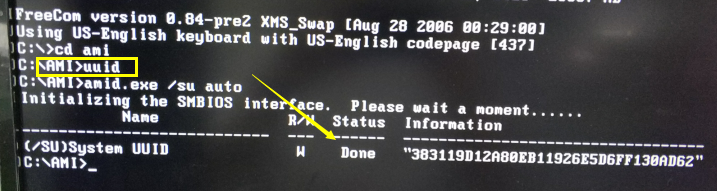 FreeCom version 0.84-pre2 XMS_Swap [Aug 28 2006 00:29:00]
Using US-English keyboard with US-English codepage [437]
C:\>cd ami
C:\AMI>uuid
C:\AMI>amid.exe /su auto
Initializing the SMBIOS interface.  Please wait a moment......
Name R/W Status Information
(/SU)System UUID W Done "383119D12A80EB11926E5D6FF130AD62"
C:\AMI>_